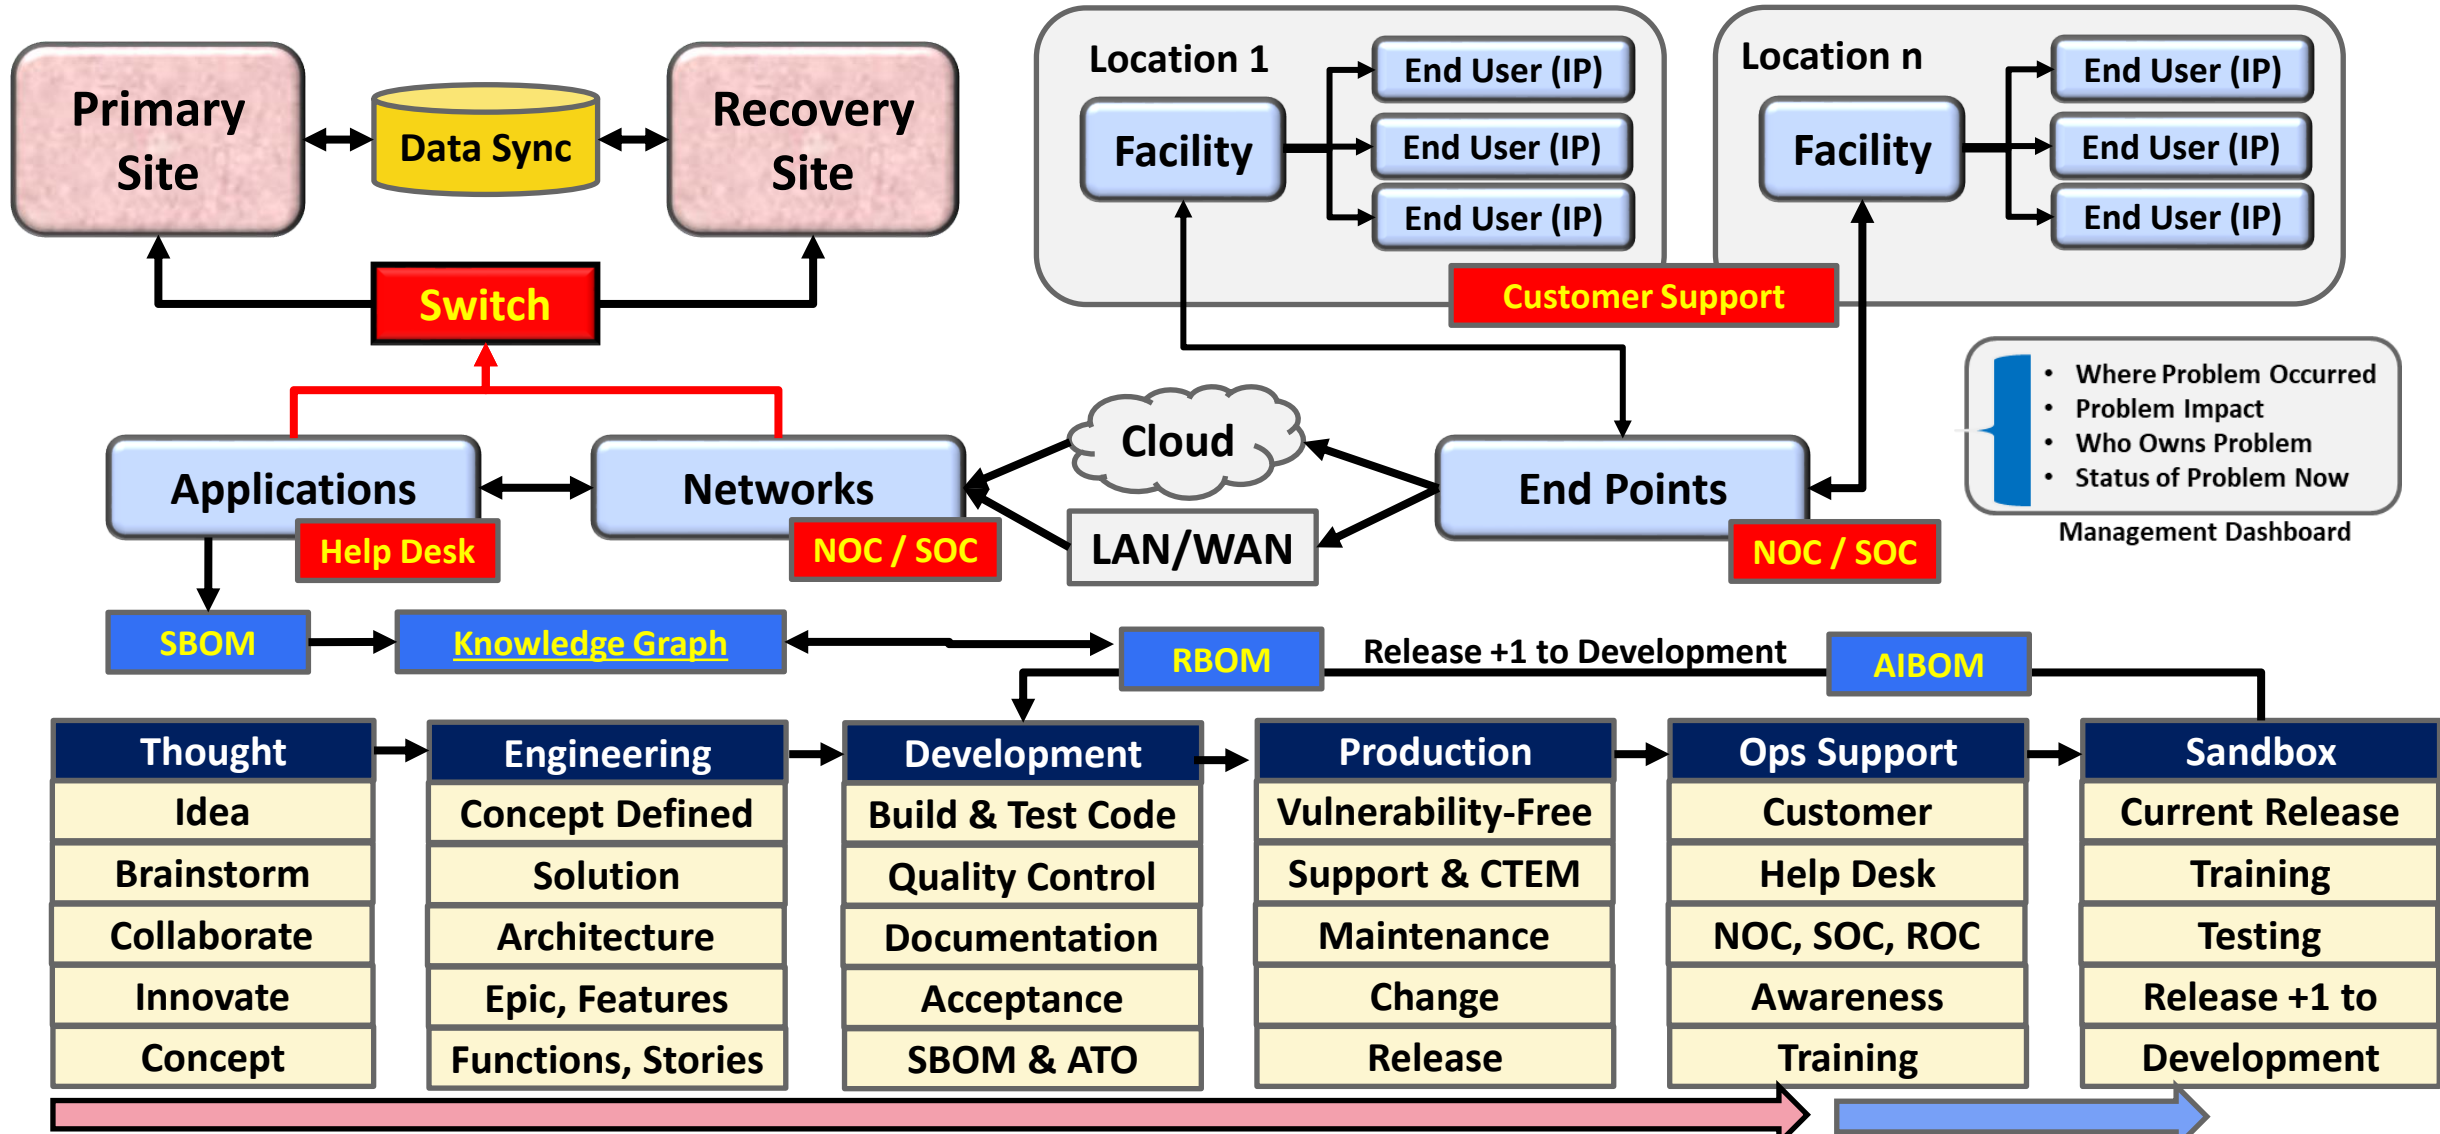 Primary
Site
Data Sync
Recovery
Site
Switch
Location 1
Facility
End User (IP)
End User (IP)
End User (IP)
Location n
Facility
End User (IP)
End User (IP)
End User (IP)
Customer Support
• Where Problem Occurred
• Problem Impact
• Who Owns Problem
• Status of Problem Now
Management Dashboard
Applications
Help Desk
Networks
NOC / SOC
Cloud
LAN/WAN
End Points
NOC / SOC
SBOM
Knowledge Graph
RBOM
Release +1 to Development
AIBOM
Thought
Idea
Brainstorm
Collaborate
Innovate
Concept
Engineering
Concept Defined
Solution
Architecture
Epic, Features
Functions, Stories
Development
Build & Test Code
Quality Control
Documentation
Acceptance
SBOM & ATO
Production
Vulnerability-Free
Support & CTEM
Maintenance
Change
Release
Ops Support
Customer
Help Desk
NOC, SOC, ROC
Awareness
Training
Sandbox
Current Release
Training
Testing
Release +1 to
Development